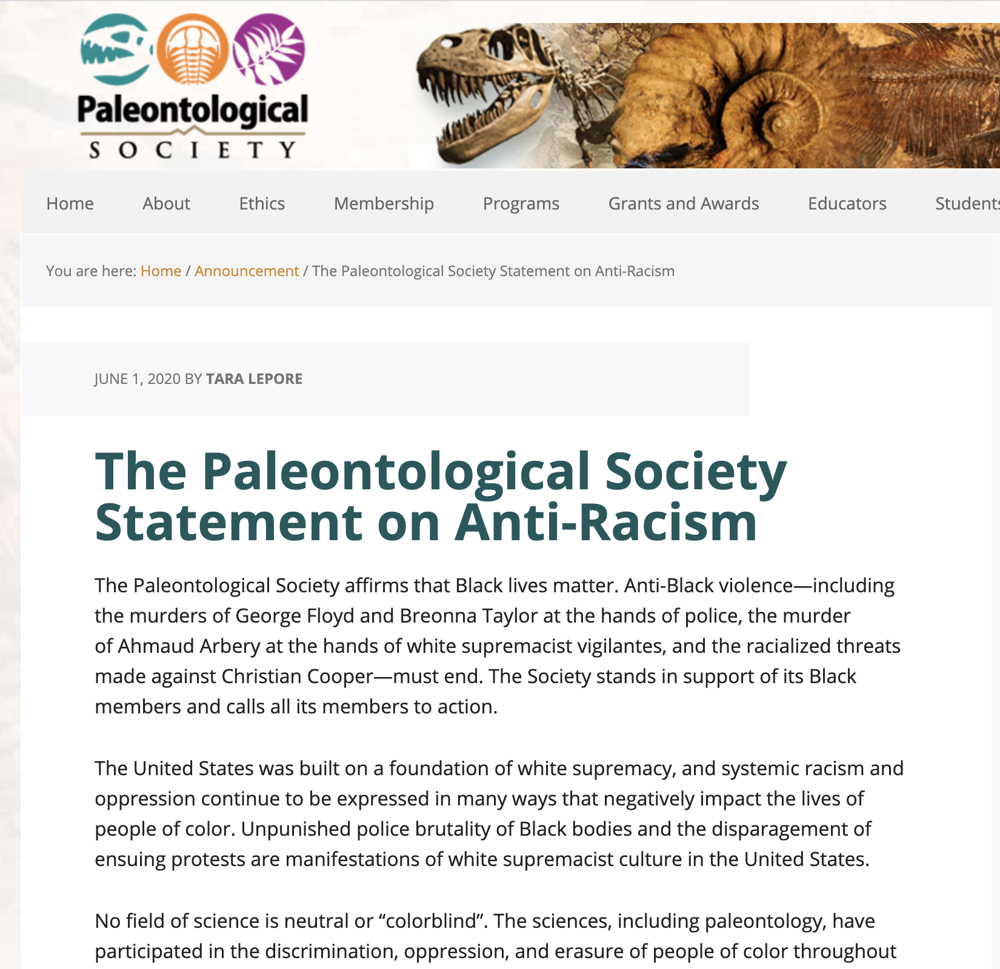 Paleontological
SOCIETY
Home About Ethics Membership Programs Grants and Awards Educators Students
You are here: Home / Announcement / The Paleontological Society Statement on Anti-Racism
JUNE 1, 2020 BY TARA LEPORE
The Paleontological Society
Statement on Anti-Racism
The Paleontological Society affirms that Black lives matter. Anti-Black violence—including
the murders of George Floyd and Breonna Taylor at the hands of police, the murder
of Ahmaud Arbery at the hands of white supremacist vigilantes, and the racialized threats
made against Christian Cooper—must end. The Society stands in support of its Black
members and calls all its members to action.
The United States was built on a foundation of white supremacy, and systemic racism and
oppression continue to be expressed in many ways that negatively impact the lives of
people of color. Unpunished police brutality of Black bodies and the disparagement of
ensuing protests are manifestations of white supremacist culture in the United States.
No field of science is neutral or “colorblind”. The sciences, including paleontology, have
participated in the discrimination, oppression, and erasure of people of color throughout